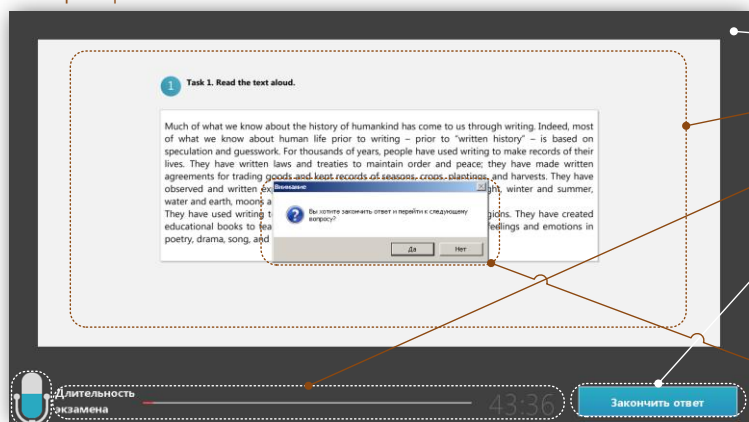 1 Task 1. Read the text aloud.
Much of what we know about the history of humankind has come to us through writing. Indeed, most
of what we know about human life prior to writing – prior to “written history” – is based on
speculation and guesswork. For thousands of years, people have used writing to make records of their
lives. They have written laws and treaties to maintain order and peace; they have made written
agreements for trading goods and kept records of seasons, crops, plantings, and harvests. They have
observed and written ex
ght, winter and summer,
water and earth, moon
They have used writing t
gions. They have created
educational books to tea
feelings and emotions in
poetry, drama, song, and
Внимание
Вы хотите закончить ответ и перейти к следующему
вопросу?
Да Нет
Длительность
экзамена
43:36
Закончить ответ